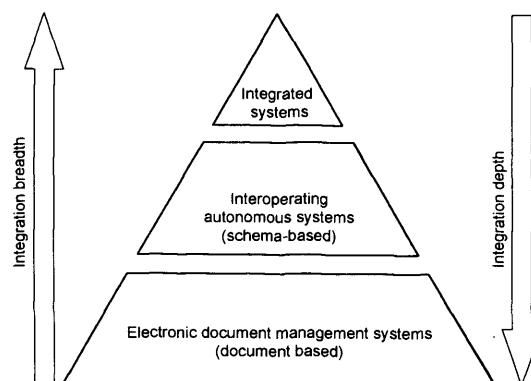 Integration breadth
Integrated
systems
Interoperating
autonomous systems
(schema-based)
Electronic document management systems
(document based)
Integration depth